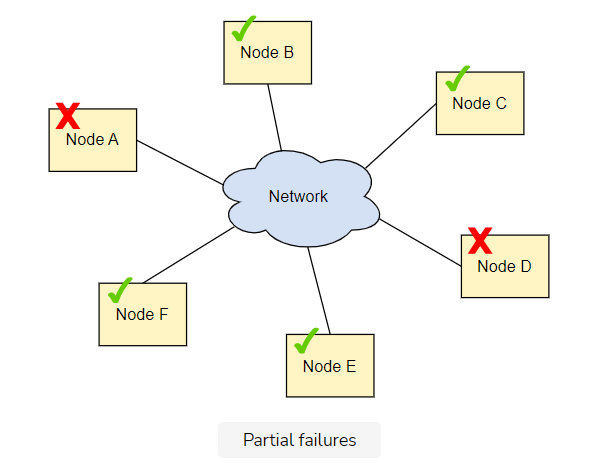 Node B
Node C
Node A
Network
Node D
Node F
Node E
Partial failures